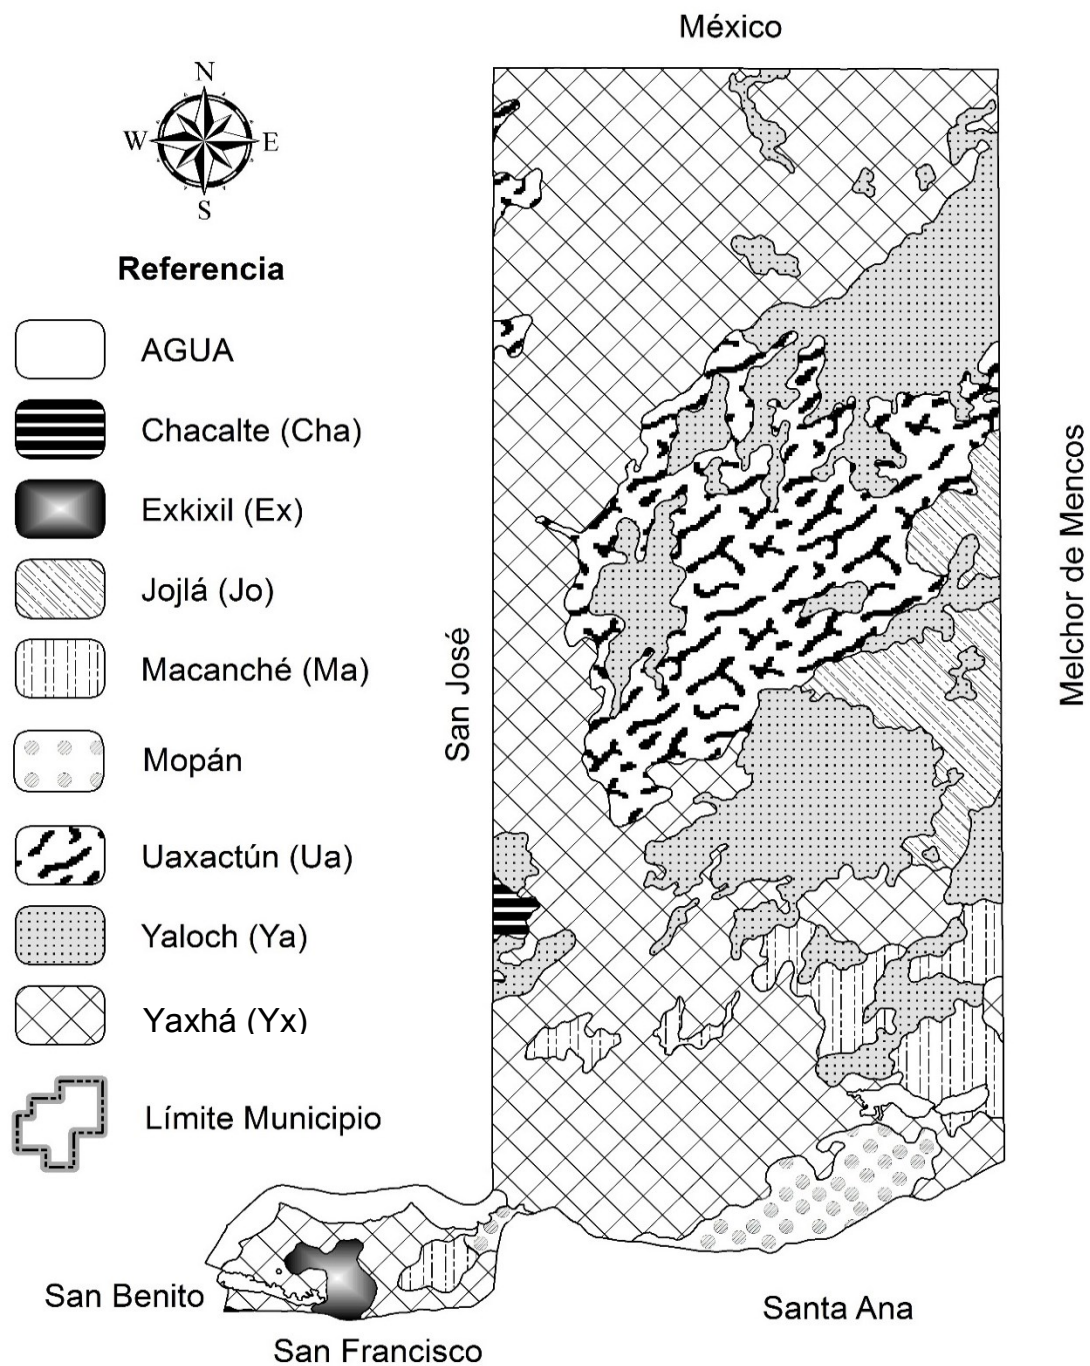 México
N
W E
S
Referencia
AGUA
Chacalte (Cha)
Exkixil (Ex)
Jojlá (Jo)
Macanché (Ma)
Mopán
Uaxactún (Ua)
Yaloch (Ya)
Yaxhá (Yx)
Límite Municipio
San José
Melchor de Mencos
San Benito
San Francisco
Santa Ana